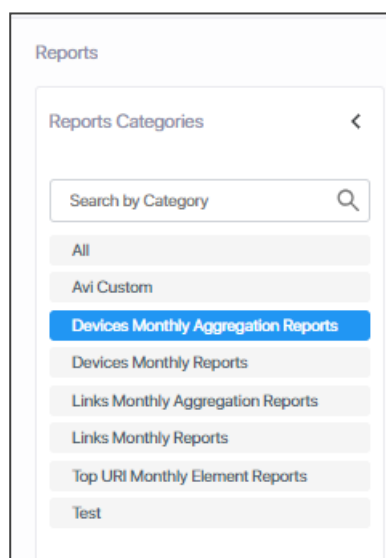 Reports
Reports Categories
Search by Category
All
Avi Custom
Devices Monthly Aggregation Reports
Devices Monthly Reports
Links Monthly Aggregation Reports
Links Monthly Reports
Top URI Monthly Element Reports
Test